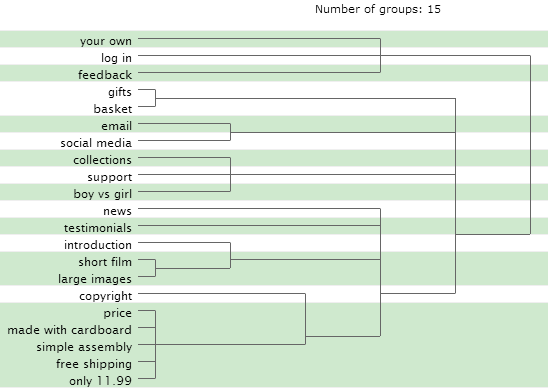 Number of groups: 15
your own
log in
feedback
gifts
basket
email
social media
collections
support
boy vs girl
news
testimonials
introduction
short film
large images
copyright
price
made with cardboard
simple assembly
free shipping
only 11.99